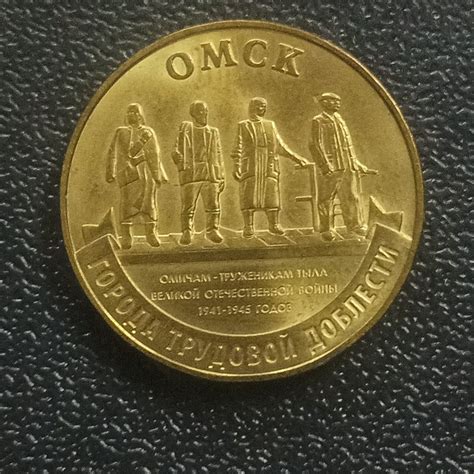 ОМСК
ОМИЧАМ-ТРУЖЕНИКАМ ТЫЛА
ВЕЛИКОЙ ОТЕЧЕСТВЕННОЙ ВОЙНЫ
1941-1945 ГОДОВ
ГОРОДА ТРУДОВОЙ ДОБЛЕСТИ